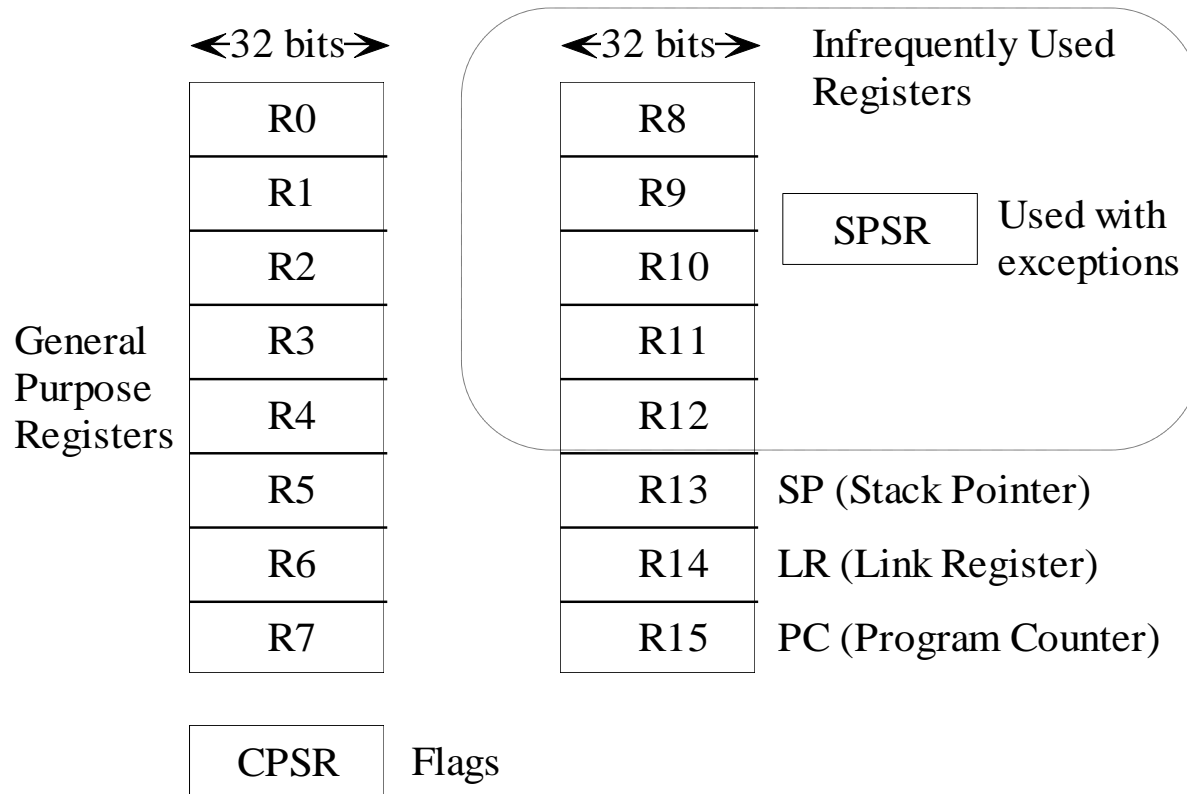 32 bits
R0
R1
R2
R3
R4
R5
R6
R7
General
Purpose
Registers
CPSR
Flags
32 bits
R8
R9
R10
R11
R12
R13
R14
R15
Infrequently Used
Registers
SPSR
Used with
exceptions
SP (Stack Pointer)
LR (Link Register)
PC (Program Counter)